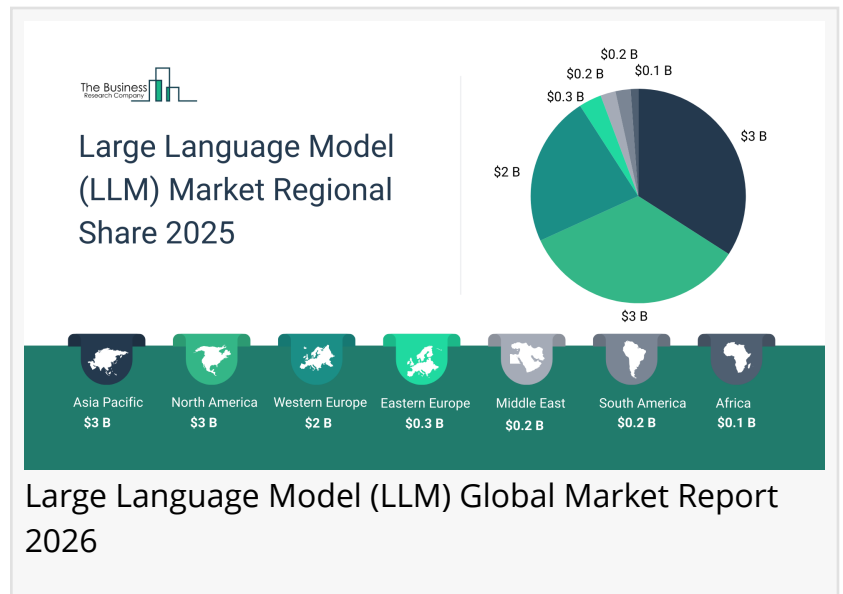 The Business
Research Company
Large Language Model
(LLM) Market Regional
Share 2025
$0.2 B
$0.2 B
$0.1 B
$0.3 B
$3 B
$2 B
$3 B
Asia Pacific
$3 B
North America
$3 B
Western Europe
$2 B
Eastern Europe
$0.3 B
Middle East
$0.2 B
South America
$0.2 B
Africa
$0.1 B
Large Language Model (LLM) Global Market Report
2026